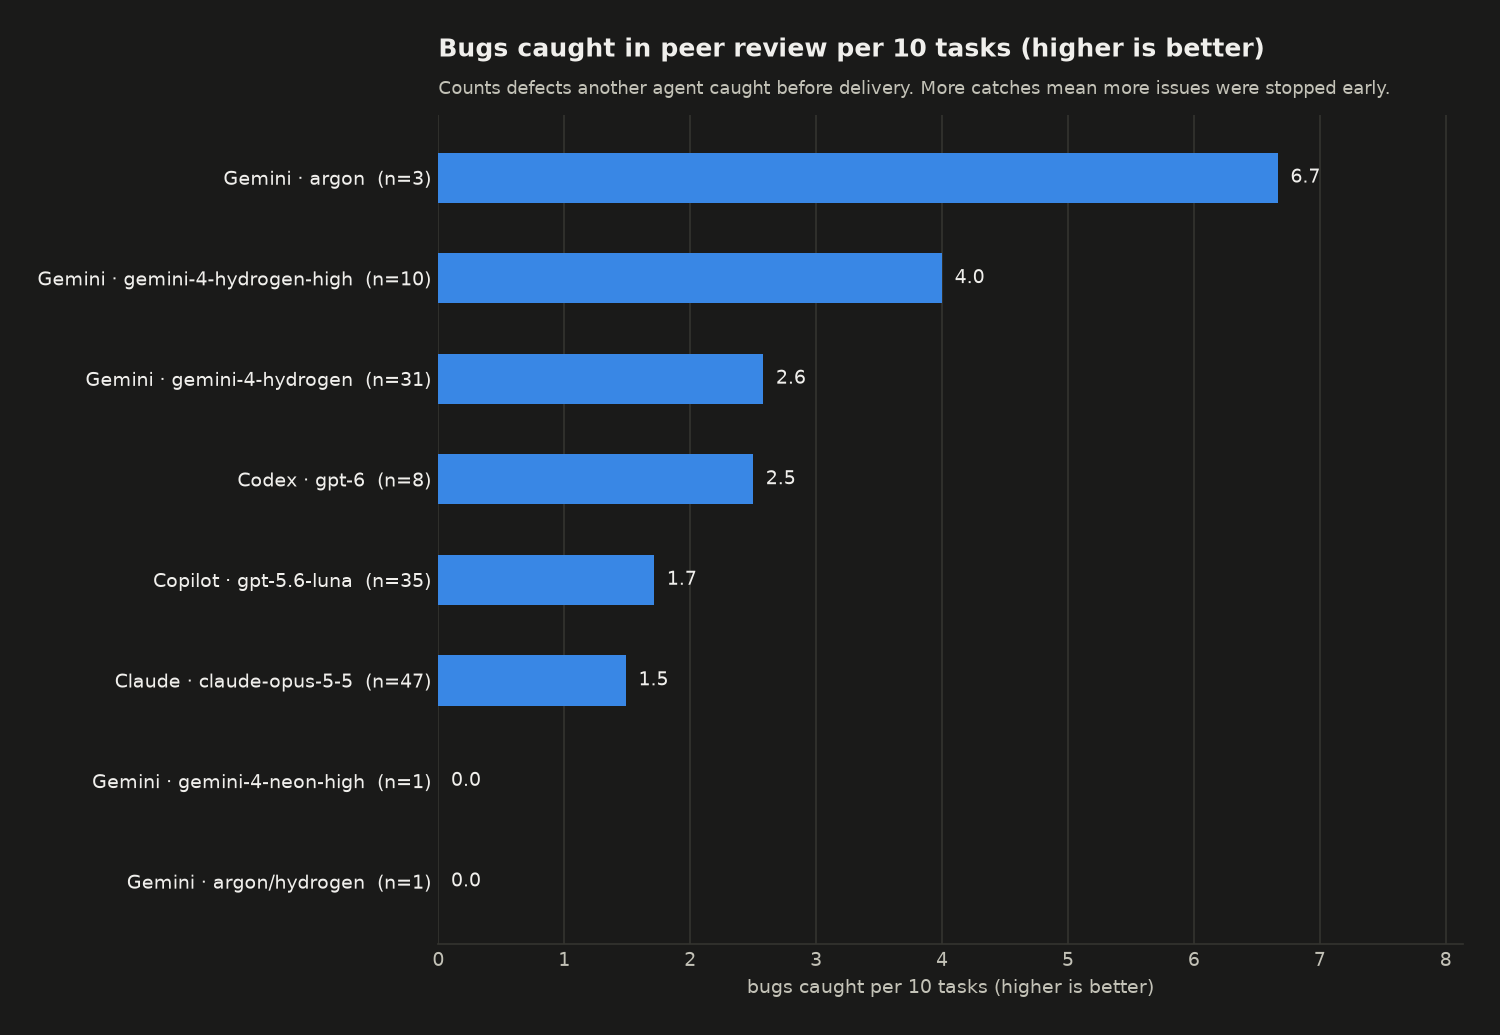 Bugs caught in peer review per 10 tasks (higher is better)
Counts defects another agent caught before delivery. More catches mean more issues were stopped early.
Gemini · argon (n=3) 6.7
Gemini · gemini-4-hydrogen-high (n=10) 4.0
Gemini · gemini-4-hydrogen (n=31) 2.6
Codex · gpt-6 (n=8) 2.5
Copilot · gpt-5.6-luna (n=35) 1.7
Claude · claude-opus-5-5 (n=47) 1.5
Gemini · gemini-4-neon-high (n=1) 0.0
Gemini · argon/hydrogen (n=1) 0.0
0 1 2 3 4 5 6 7 8
bugs caught per 10 tasks (higher is better)